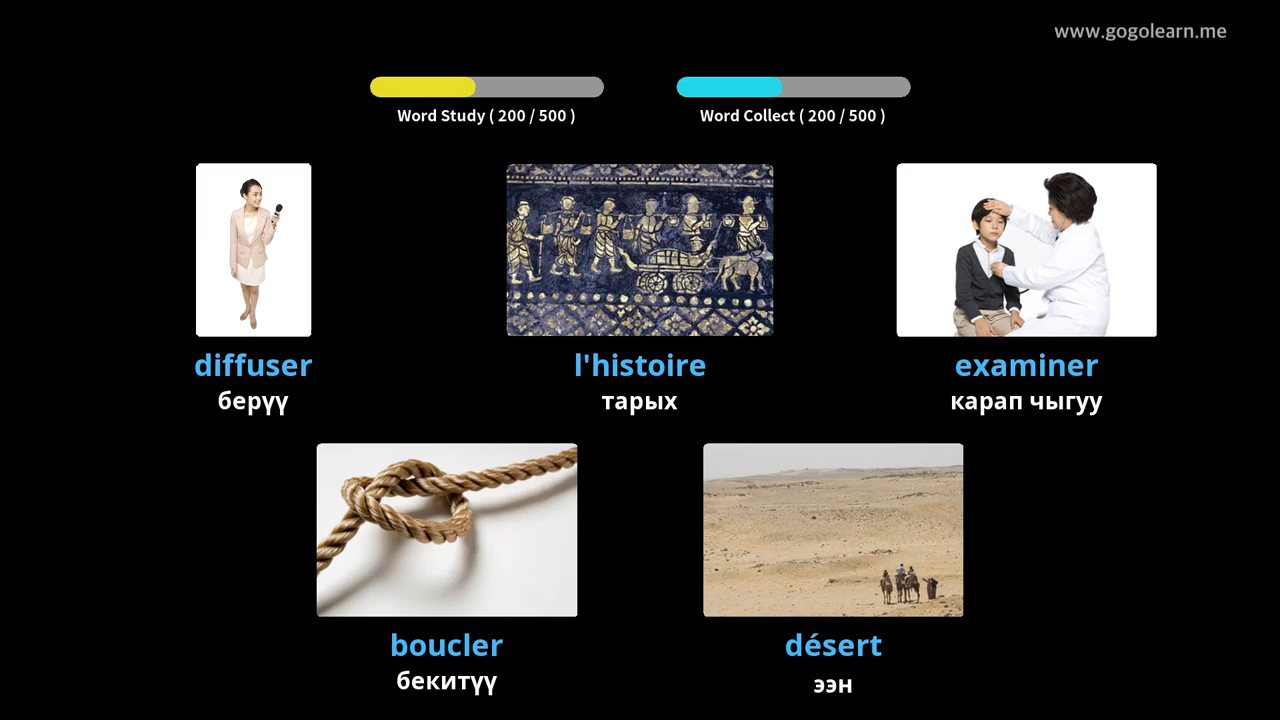 www.gogolearn.me
Word Study ( 200 / 500 )
Word Collect ( 200 / 500 )
diffuser
берүү
l'histoire
тарых
examiner
карап чыгуу
boucler
бекитүү
désert
ээн